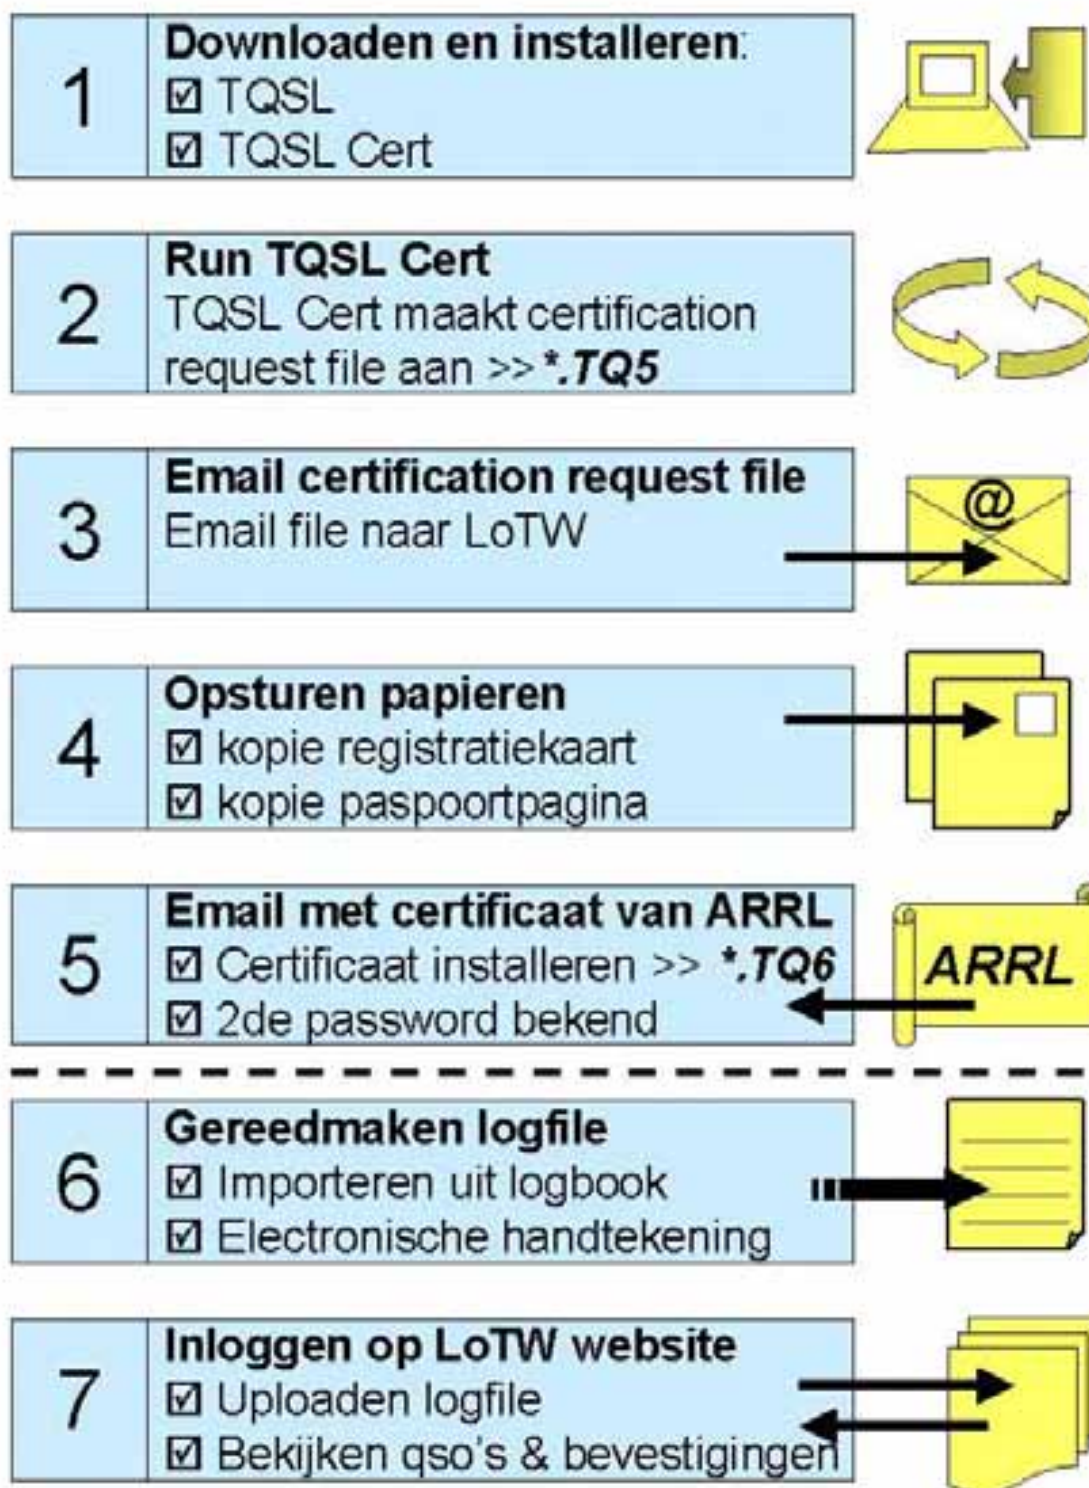 1
Downloaden en installeren:
☑ TQSL
☑ TQSL Cert
2
Run TQSL Cert
TQSL Cert maakt certification
request file aan >> *.TQ5
3
Email certification request file
Email file naar LoTW
@
4
Opsturen papieren
☑ kopie registratiekaart
☑ kopie paspoortpagina
5
Email met certificaat van ARRL
☑ Certificaat installeren >> *.TQ6
☑ 2de password bekend
ARRL
6
Gereedmaken logfile
☑ Importeren uit logbook
☑ Electronische handtekening
7
Inloggen op LoTW website
☑ Uploaden logfile
☑ Bekijken qso's & bevestigingen